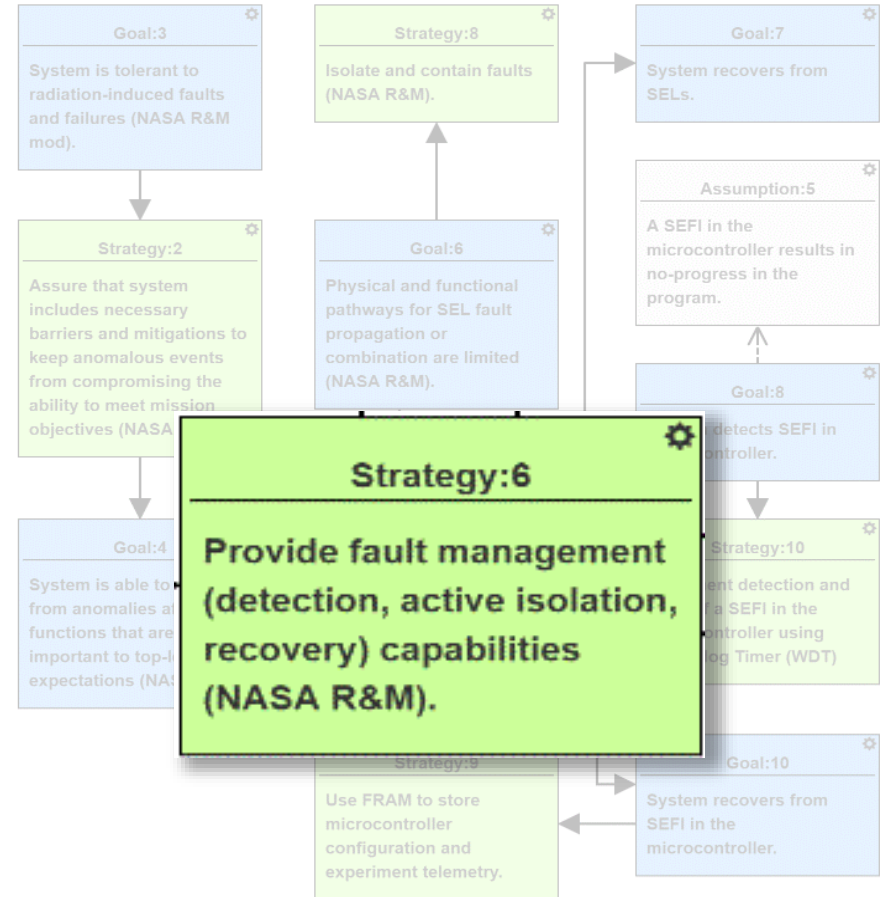 Goal:3
System is tolerant to
radiation-induced faults
and failures (NASA R&M
mod).
Strategy:8
Isolate and contain faults
(NASA R&M).
Goal:7
System recovers from
SELs.
Assumption:5
A SEFI in the
microcontroller results in
no-progress in the
program.
Strategy:2
Assure that system
includes necessary
barriers and mitigations to
keep anomalous events
from compromising the
ability to meet mission
objectives (NASA
Goal:6
Physical and functional
pathways for SEL fault
propagation or
combination are limited
(NASA R&M).
Goal:8
detects SEFI in
Strategy:6
Provide fault management
(detection, active isolation,
recovery) capabilities
(NASA R&M).
Goal:4
System is able to
from anomalies
functions that are
important to
expectations
Strategy:10
detection and
a SEFI in the
using
Timer (WDT)
Strategy:9
Use FRAM to store
microcontroller
configuration and
experiment telemetry.
Goal:10
System recovers from
SEFI in the
microcontroller.